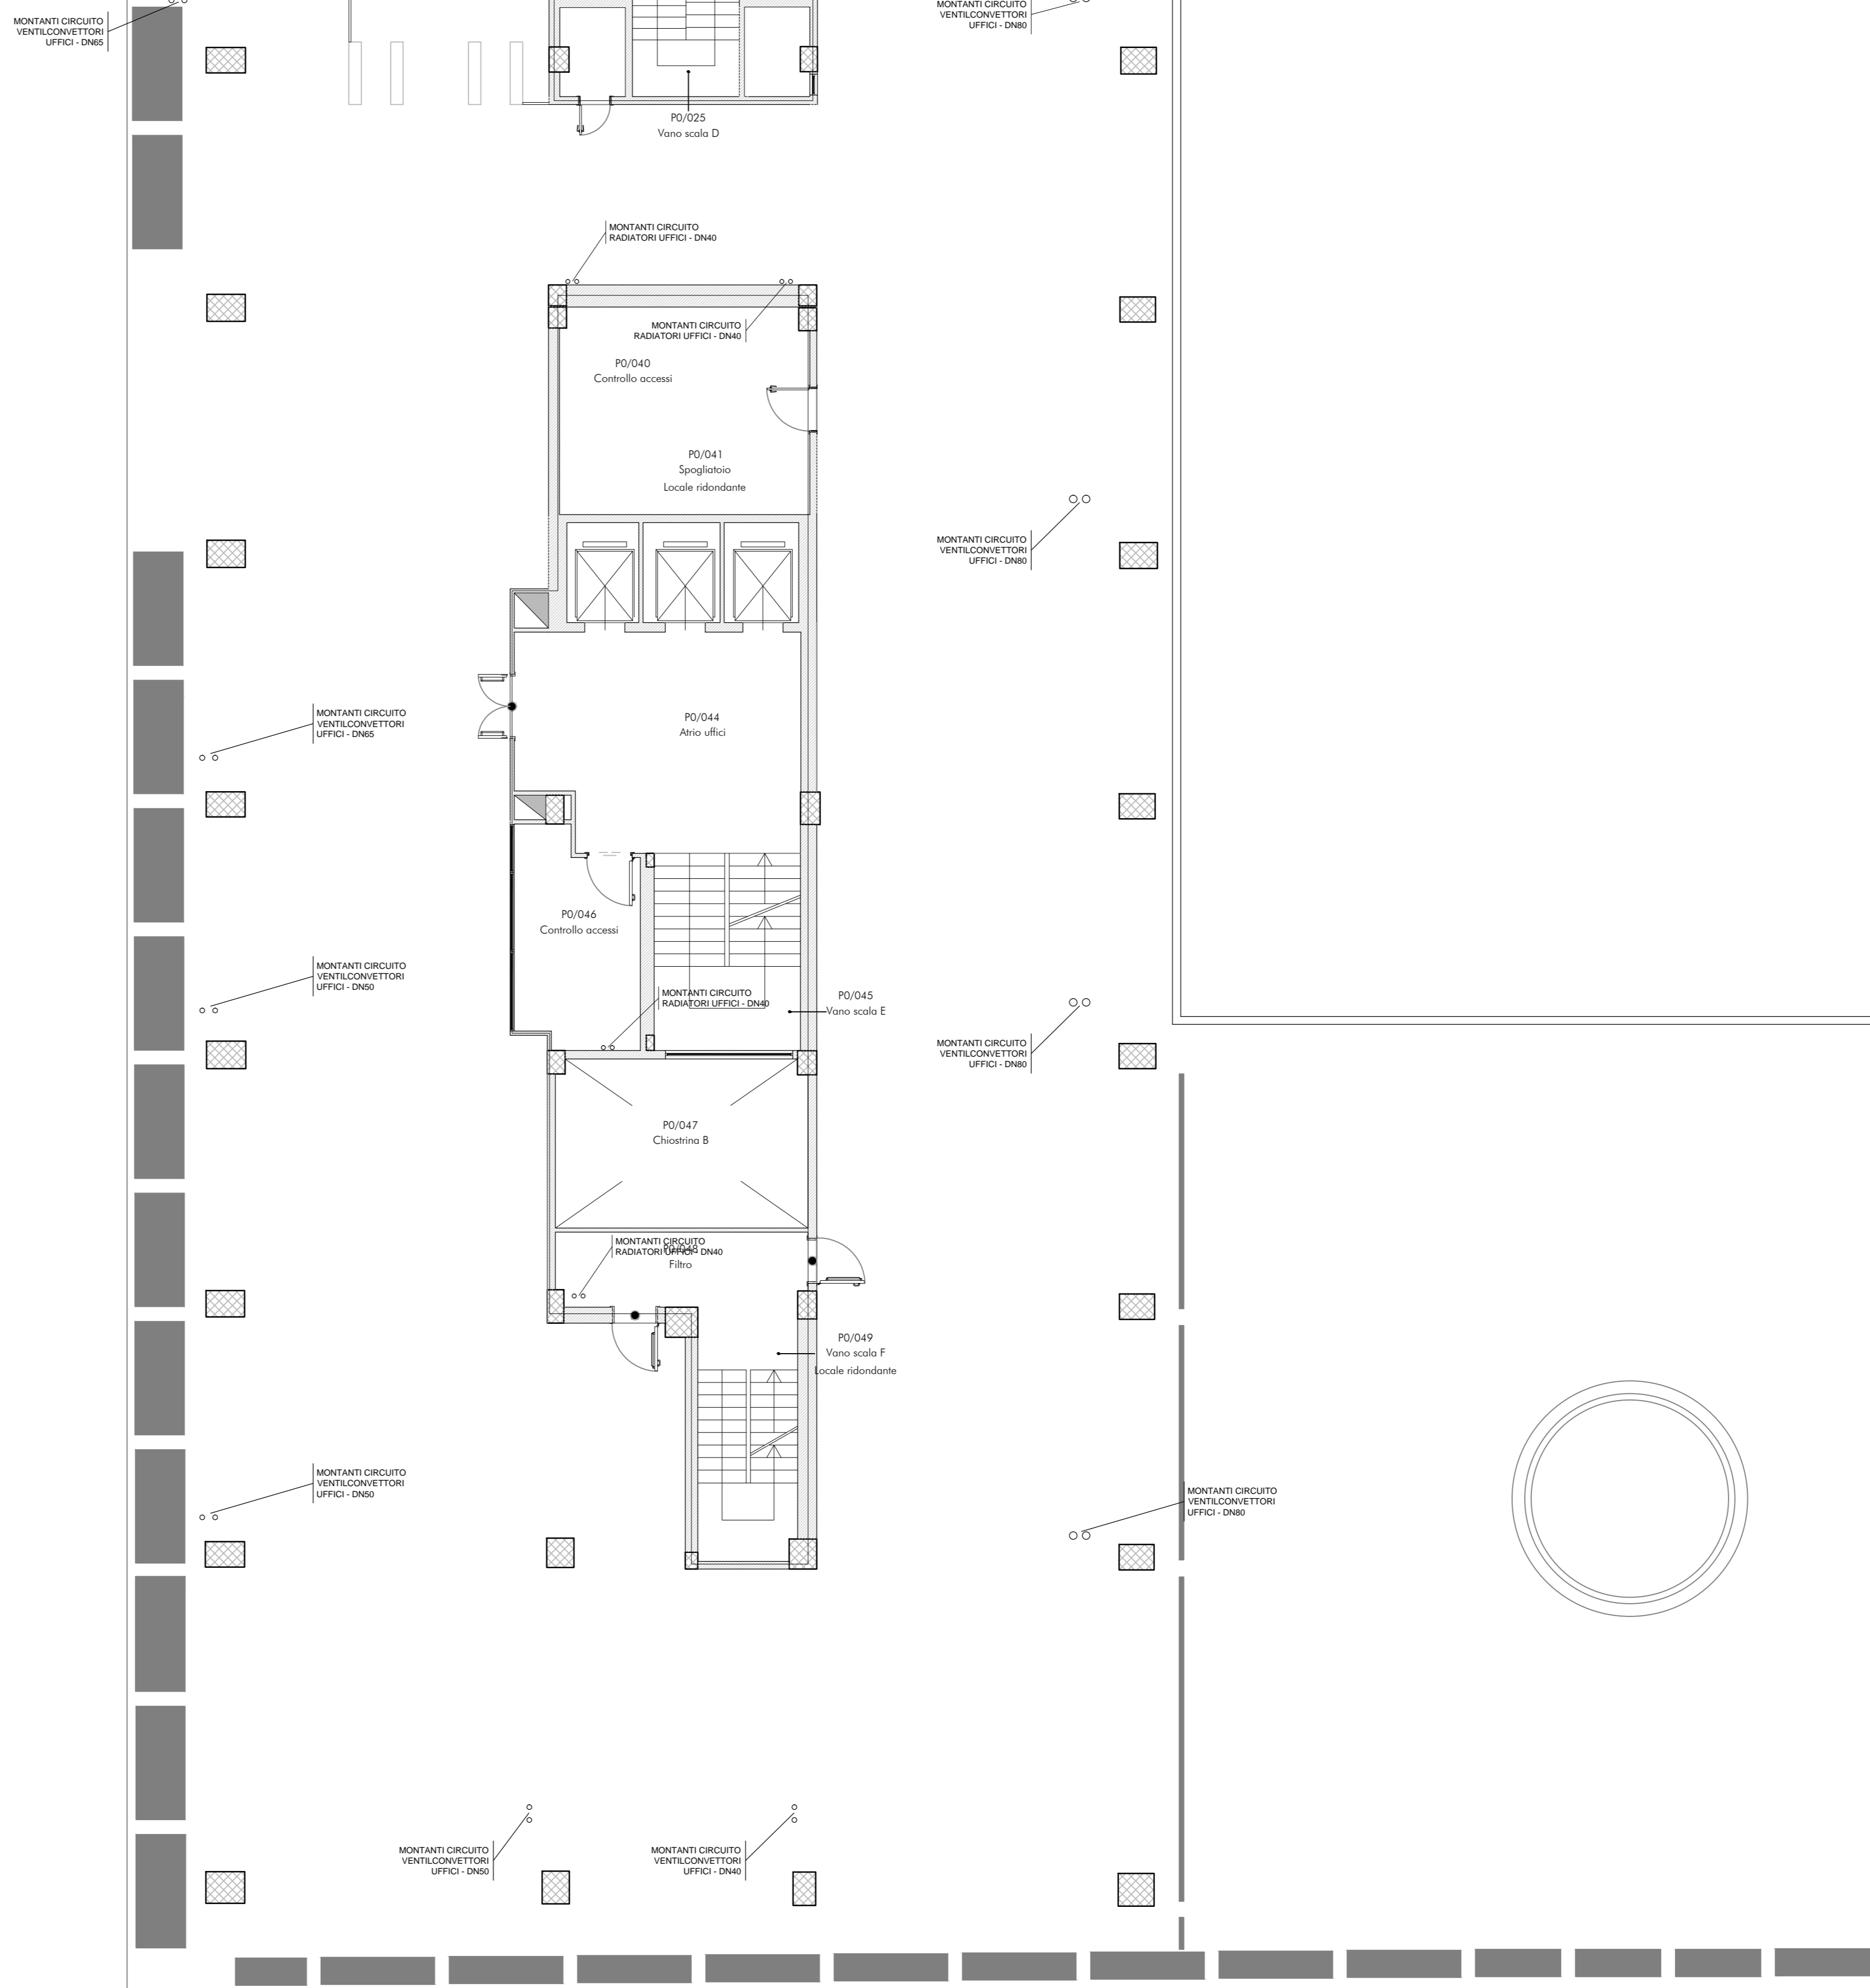 MONTANTI CIRCUITO
VENTILCONVETTORI
UFFICI - DN65
MONTANTI CIRCUITO
VENTILCONVETTORI
UFFICI - DN80
P0/025
Vano scala D
MONTANTI CIRCUITO
RADIATORI UFFICI - DN40
MONTANTI CIRCUITO
RADIATORI UFFICI - DN40
P0/040
Controllo accessi
P0/041
Spogliatoio
Locale ridondante
MONTANTI CIRCUITO
VENTILCONVETTORI
UFFICI - DN80
MONTANTI CIRCUITO
VENTILCONVETTORI
UFFICI - DN65
P0/044
Atrio uffici
P0/046
Controllo accessi
MONTANTI CIRCUITO
VENTILCONVETTORI
UFFICI - DN50
MONTANTI CIRCUITO
RADIATORI UFFICI - DN40
P0/045
Vano scala E
MONTANTI CIRCUITO
VENTILCONVETTORI
UFFICI - DN80
P0/047
Chiostrina B
MONTANTI CIRCUITO
RADIATORI UFFICI - DN40
P0/048
Filtro
P0/049
Vano scala F
Locale ridondante
MONTANTI CIRCUITO
VENTILCONVETTORI
UFFICI - DN50
MONTANTI CIRCUITO
VENTILCONVETTORI
UFFICI - DN80
MONTANTI CIRCUITO
VENTILCONVETTORI
UFFICI - DN50
MONTANTI CIRCUITO
VENTILCONVETTORI
UFFICI - DN40